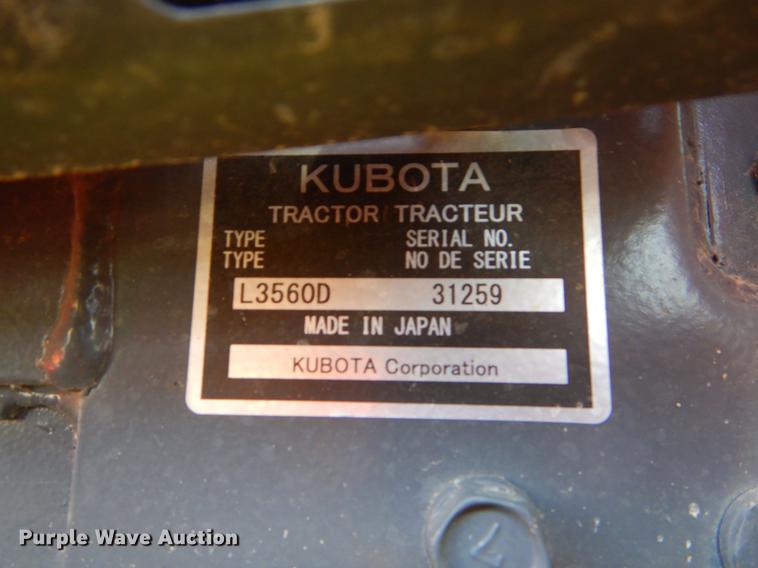 KUBOTA
TRACTOR TRACTEUR
TYPE SERIAL NO.
TYPE NO DE SERIE
L3560D 31259
MADE IN JAPAN
KUBOTA Corporation
Purple Wave Auction